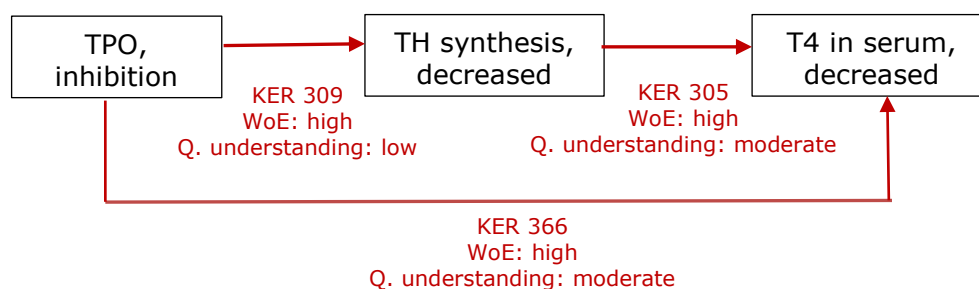 TPO,
inhibition
TH synthesis,
decreased
T4 in serum,
decreased
KER 309
WoE: high
Q. understanding: low
KER 305
WoE: high
Q. understanding: moderate
KER 366
WoE: high
Q. understanding: moderate